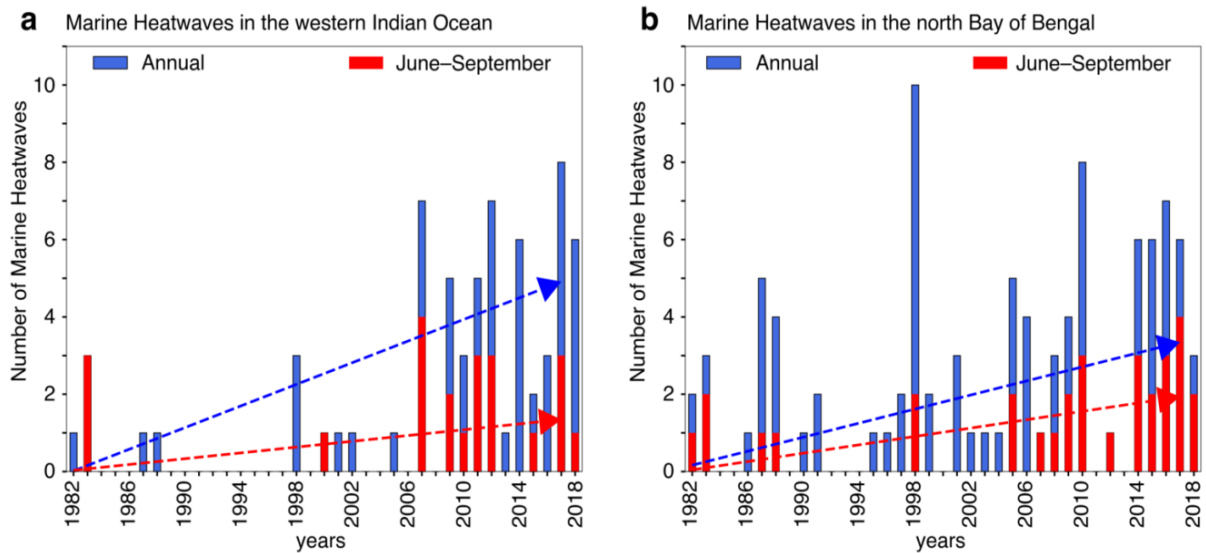 a Marine Heatwaves in the western Indian Ocean
Annual June–September
Number of Marine Heatwaves
10
8
6
4
2
0
1982 1986 1990 1994 1998 2002 2006 2010 2014 2018
years
b Marine Heatwaves in the north Bay of Bengal
Annual June–September
Number of Marine Heatwaves
10
8
6
4
2
0
1982 1986 1990 1994 1998 2002 2006 2010 2014 2018
years